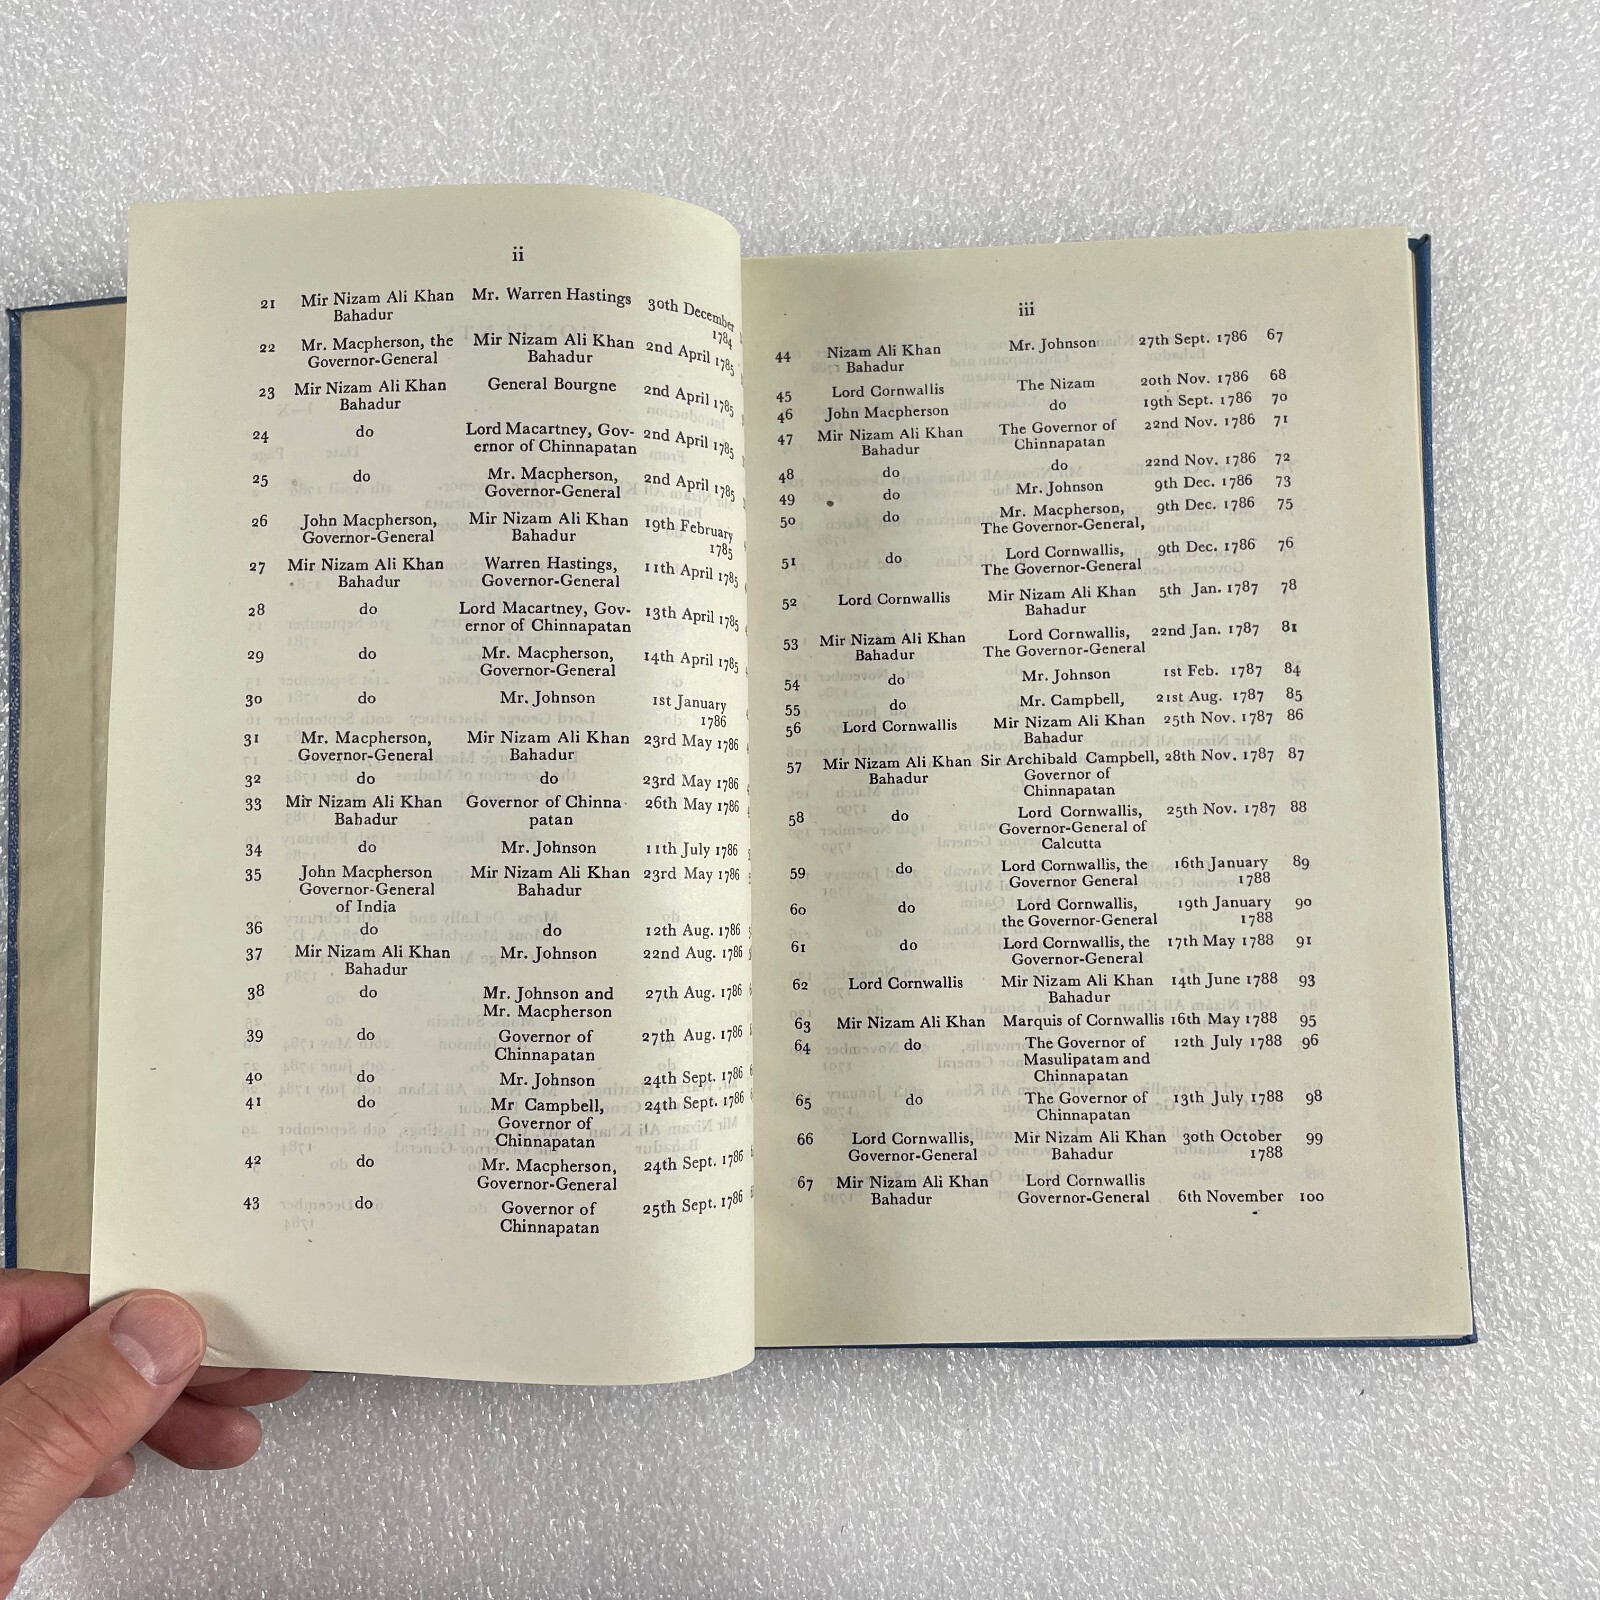 ii
21 Mir Nizam Ali Khan Mr. Warren Hastings 30th December
Bahadur 1784
22 Mr. Macpherson, the Mir Nizam Ali Khan 2nd April 1785
Governor-General Bahadur
23 Mir Nizam Ali Khan General Bourgne 2nd April 1785
Bahadur
24 do Lord Macartney, Gov- 2nd April 1785
ernor of Chinnapatan
25 do Mr. Macpherson, 2nd April 1785
Governor-General
26 John Macpherson, Mir Nizam Ali Khan 19th February
Governor-General Bahadur 1785
27 Mir Nizam Ali Khan Warren Hastings, 11th April 1785
Bahadur Governor-General
28 do Lord Macartney, Gov- 13th April 1785
ernor of Chinnapatan
29 do Mr. Macpherson, 14th April 1785
Governor-General
30 do Mr. Johnson 1st January
1786
31 Mr. Macpherson, Mir Nizam Ali Khan 23rd May 1786
Governor-General Bahadur
32 do do 23rd May 1786
33 Mir Nizam Ali Khan Governor of Chinna 26th May 1786
Bahadur patan
34 do Mr. Johnson 11th July 1786
35 John Macpherson Mir Nizam Ali Khan 23rd May 1786
Governor-General Bahadur
of India
36 do do 12th Aug. 1786
37 Mir Nizam Ali Khan Mr. Johnson 22nd Aug. 1786
Bahadur
38 do Mr. Johnson and 27th Aug. 1786
Mr. Macpherson
39 do Governor of 27th Aug. 1786
Chinnapatan
40 do Mr. Johnson 24th Sept. 1786
41 do Mr Campbell, 24th Sept. 1786
Governor of
Chinnapatan
42 do Mr. Macpherson, 24th Sept. 1786
Governor-General
43 do Governor of 25th Sept. 1786
Chinnapatan
iii
44 Nizam Ali Khan Mr. Johnson 27th Sept. 1786 67
Bahadur
45 Lord Cornwallis The Nizam 20th Nov. 1786 68
46 John Macpherson do 19th Sept. 1786 70
47 Mir Nizam Ali Khan The Governor of 22nd Nov. 1786 71
Bahadur Chinnapatan
48 do do 22nd Nov. 1786 72
49 do Mr. Johnson 9th Dec. 1786 73
50 do Mr. Macpherson, 9th Dec. 1786 75
The Governor-General,
51 do Lord Cornwallis, 9th Dec. 1786 76
The Governor-General
52 Lord Cornwallis Mir Nizam Ali Khan 5th Jan. 1787 78
Bahadur
53 Mir Nizam Ali Khan Lord Cornwallis, 22nd Jan. 1787 81
Bahadur The Governor-General
54 do Mr. Johnson 1st Feb. 1787 84
55 do Mr. Campbell, 21st Aug. 1787 85
56 Lord Cornwallis Mir Nizam Ali Khan 25th Nov. 1787 86
Bahadur
57 Mir Nizam Ali Khan Sir Archibald Campbell, 28th Nov. 1787 87
Bahadur Governor of
Chinnapatan
58 do Lord Cornwallis, 25th Nov. 1787 88
Governor-General of
Calcutta
59 do Lord Cornwallis, the 16th January 89
Governor General 1788
60 do Lord Cornwallis, 19th January 90
the Governor-General 1788
61 do Lord Cornwallis, the 17th May 1788 91
Governor-General
62 Lord Cornwallis Mir Nizam Ali Khan 14th June 1788 93
Bahadur
63 Mir Nizam Ali Khan Marquis of Cornwallis 16th May 1788 95
64 do The Governor of 12th July 1788 96
Masulipatam and
Chinnapatan
65 do The Governor of 13th July 1788 98
Chinnapatan
66 Lord Cornwallis, Mir Nizam Ali Khan 30th October 99
Governor-General Bahadur 1788
67 Mir Nizam Ali Khan Lord Cornwallis
Bahadur Governor-General 6th November 100